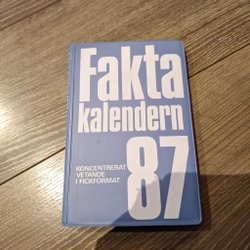 Fakta
kalendern
87
KONCENTRERAT
VETANDE
I FICKFORMAT